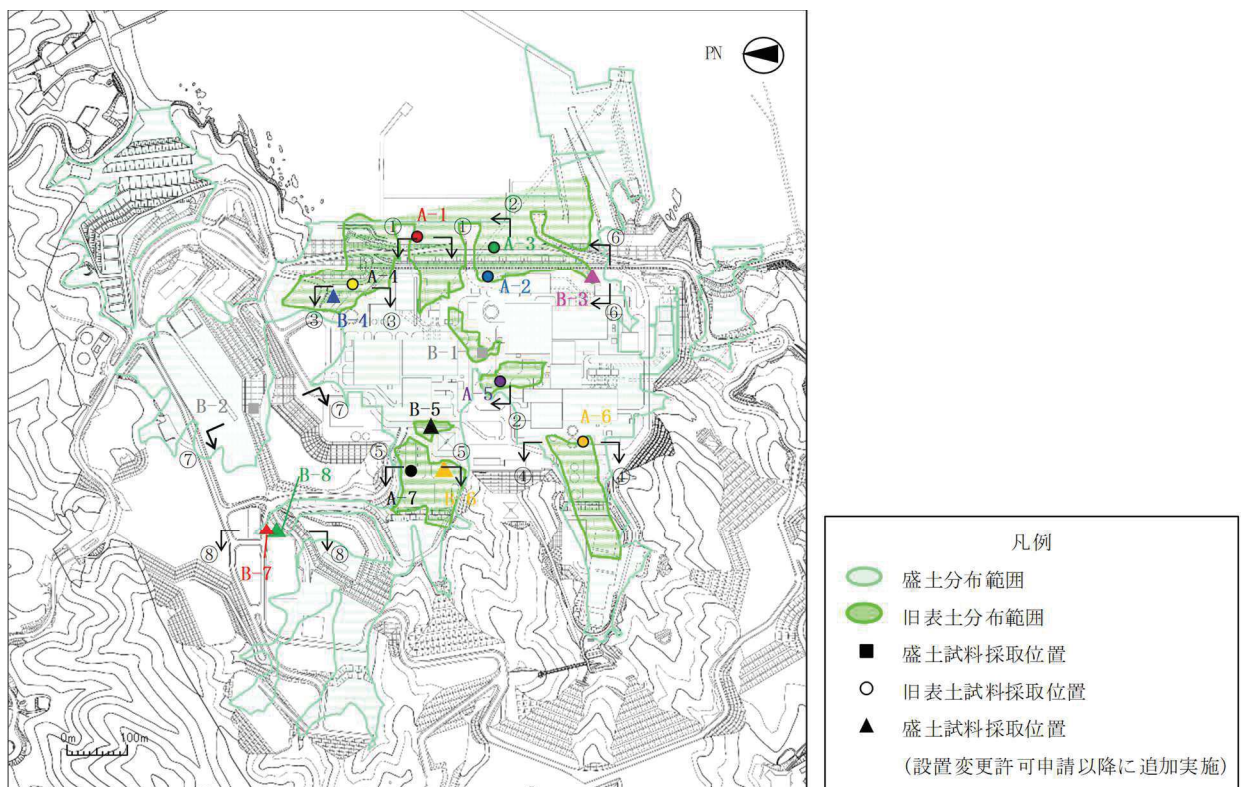 PN
② 
① A-1 ① ⑥
A-3
A-4
A-2 B-3
③ B-4 ③ ⑥
B-1
A-5
⑦ B-5 ② A-6
B-2
⑦ ⑤ ⑤
B-8 A-7 B-6 ④ ④
⑧ ⑧
B-7
0m 100m
凡例
盛土分布範囲
旧表土分布範囲
盛土試料採取位置
旧表土試料採取位置
盛土試料採取位置
(設置変更許可申請以降に追加実施)